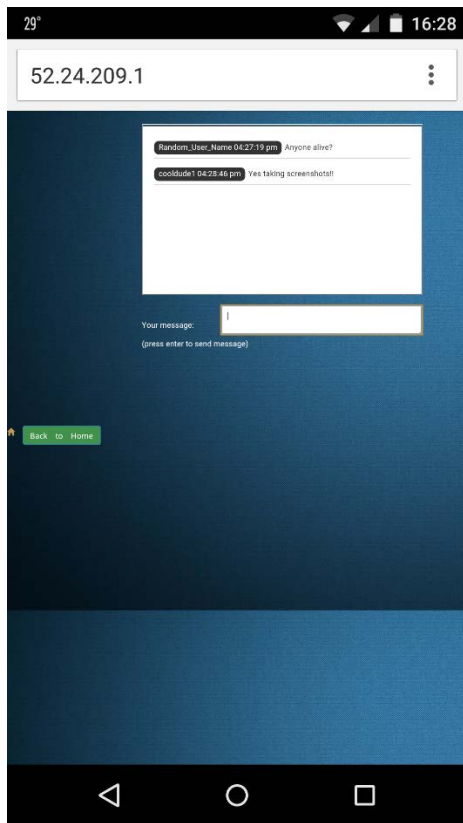 29°
16:28
52.24.209.1
Random_User_Name 04:27:19 pm Anyone alive?
cooldude1 04:28:46 pm Yes taking screenshots!!
Your message:
(press enter to send message)
Back to Home